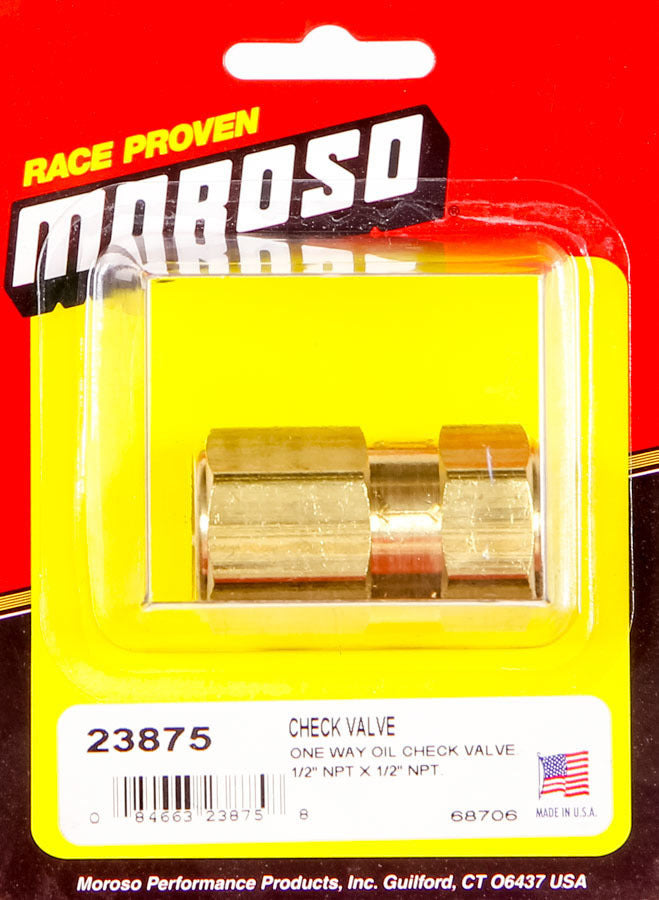 RACE PROVEN
MOROSO®
23875
CHECK VALVE
ONE WAY OIL CHECK VALVE
1/2" NPT X 1/2" NPT.
0 84663 23875 8
68706
MADE IN U.S.A.
Moroso Performance Products, Inc. Guilford, CT 06437 USA